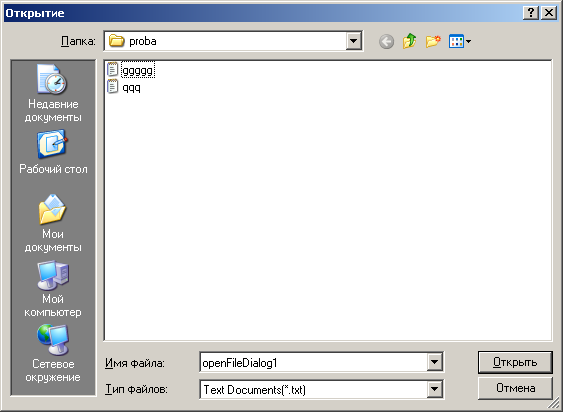 Открытие
Папка: proba
ggggg
qqq
Недавние
документы
Рабочий стол
Мои
документы
Мой
компьютер
Сетевое
окружение
Имя файла: openFileDialog1 Открыть
Тип файлов: Text Documents(*.txt) Отмена